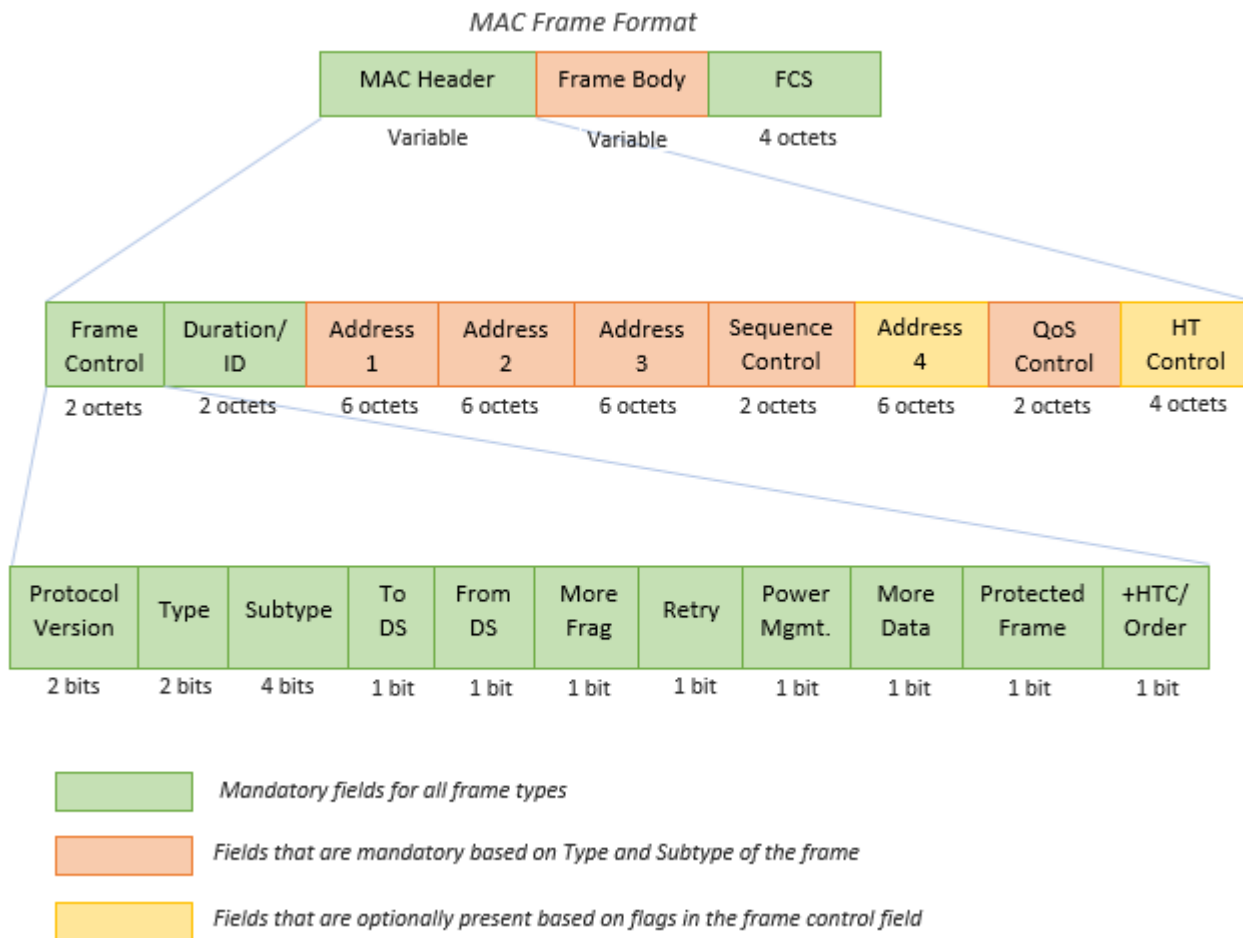 MAC Frame Format
MAC Header Frame Body FCS
Variable Variable 4 octets
Frame Control
Duration/ ID
Address 1
Address 2
Address 3
Sequence Control
Address 4
QoS Control
HT Control
2 octets 2 octets 6 octets 6 octets 6 octets 2 octets 6 octets 2 octets 4 octets
Protocol Version
Type
Subtype
To DS
From DS
More Frag
Retry
Power Mgmt.
More Data
Protected Frame
+HTC/ Order
2 bits 2 bits 4 bits 1 bit 1 bit 1 bit 1 bit 1 bit 1 bit 1 bit 1 bit
Mandatory fields for all frame types
Fields that are mandatory based on Type and Subtype of the frame
Fields that are optionally present based on flags in the frame control field